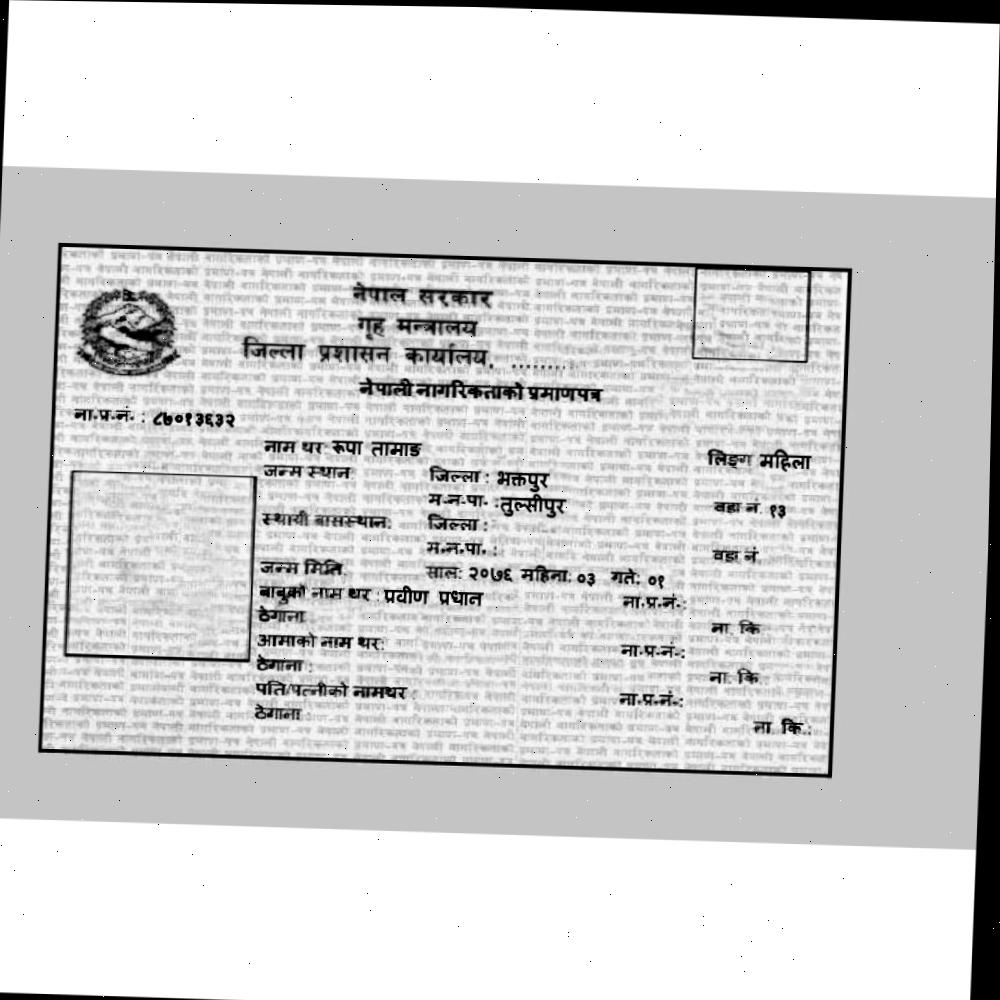 नेपाल सरकार
गृह मन्त्रालय
जिल्ला प्रशासन कार्यालय, ........
नेपाली नागरिकताको प्रमाणपत्र
ना.प्र.नं. : ८७०१३६३२
नाम थर: रूपा तामाङ लिङ्ग महिला
जन्म स्थान: जिल्ला : भक्तपुर
म.न.पा. : तुल्सीपुर वडा नं. १३
स्थायी बासस्थान: जिल्ला :
म.न.पा. : वडा नं.
जन्म मिति: साल: २०७६ महिना: ०३ गते: ०१
बाबुको नाम थर : प्रवीण प्रधान ना.प्र.नं.:
ठेगाना : ना. कि.:
आमाको नाम थर: ना.प्र.नं.:
ठेगाना : ना. कि.:
पति/पत्नीको नामथर : ना.प्र.नं.:
ठेगाना : ना. कि.: